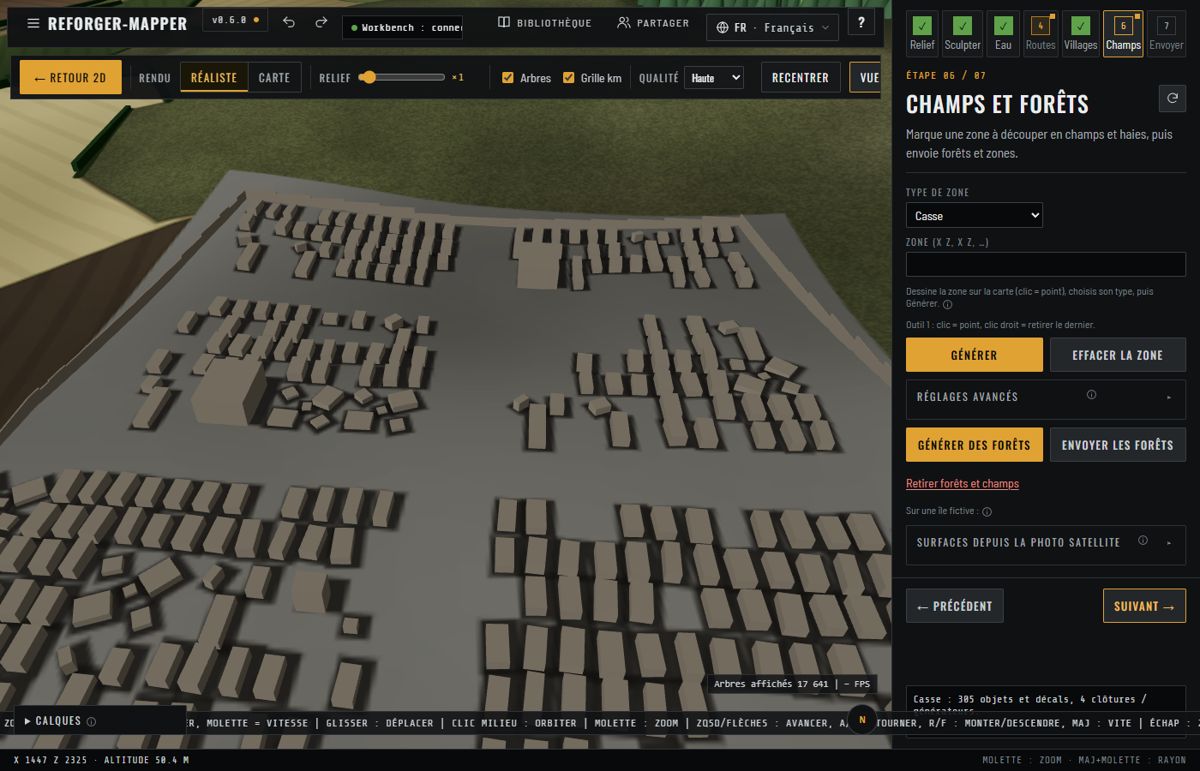 REFORGER-MAPPER
v0.6.0
Workbench : conne
BIBLIOTHÈQUE
PARTAGER
FR · Français
?
← RETOUR 2D
RENDU
RÉALISTE
CARTE
RELIEF
×1
Arbres
Grille km
QUALITÉ
Haute
RECENTRER
VUE
Relief
Sculpter
Eau
4
Routes
Villages
6
Champs
7
Envoyer
ÉTAPE 06 / 07
CHAMPS ET FORÊTS
Marque une zone à découper en champs et haies, puis
envoie forêts et zones.
TYPE DE ZONE
Casse
ZONE (X Z, X Z, …)
Dessine la zone sur la carte (clic = point), choisis son type, puis
Générer.
Outil 1 : clic = point, clic droit = retirer le dernier.
GÉNÉRER
EFFACER LA ZONE
RÉGLAGES AVANCÉS
GÉNÉRER DES FORÊTS
ENVOYER LES FORÊTS
Retirer forêts et champs
Sur une île fictive :
SURFACES DEPUIS LA PHOTO SATELLITE
← PRÉCÉDENT
SUIVANT →
Casse : 305 objets et décals, 4 clôtures /
Arbres affichés 17 641 | – FPS
CALQUES
ER, MOLETTE = VITESSE | GLISSER : DÉPLACER | CLIC MILIEU : ORBITER | MOLETTE : ZOOM | ZQSD/FLÈCHES : AVANCER, A/
N
OURNER, R/F : MONTER/DESCENDRE, MAJ : VITE | ÉCHAP :
X 1447 Z 2325 · ALTITUDE 50.4 M
MOLETTE : ZOOM · MAJ+MOLETTE : RAYON